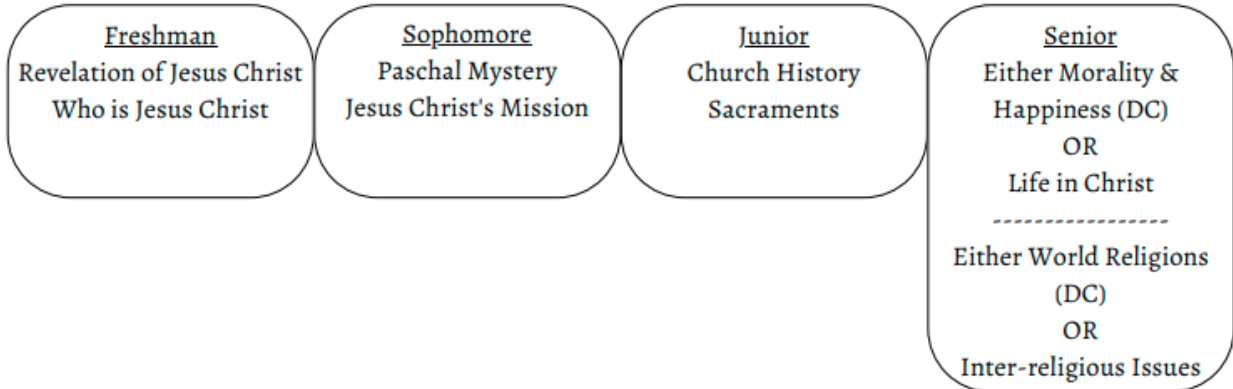 Freshman
Revelation of Jesus Christ
Who is Jesus Christ
Sophomore
Paschal Mystery
Jesus Christ's Mission
Junior
Church History
Sacraments
Senior
Either Morality &
Happiness (DC)
OR
Life in Christ
-----------------
Either World Religions
(DC)
OR
Inter-religious Issues